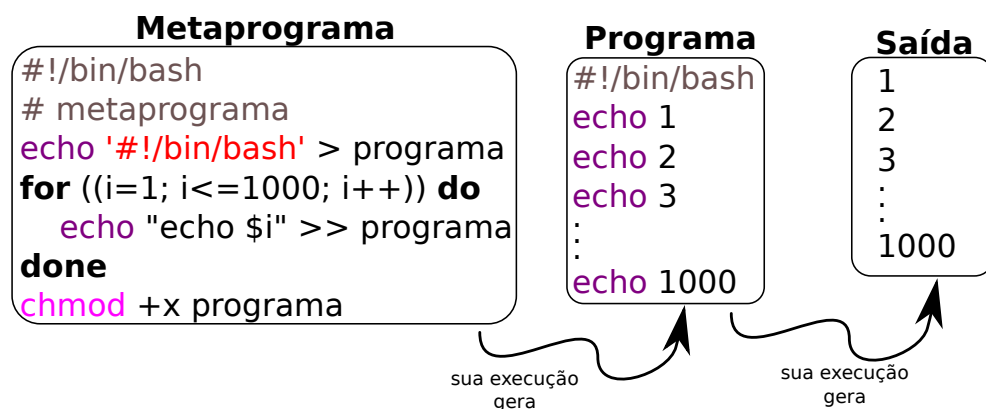 Metaprograma
#!/bin/bash
# metaprograma
echo '#!/bin/bash' > programa
for ((i=1; i<=1000; i++)) do
echo "echo $i" >> programa
done
chmod +x programa
sua execução
gera
Programa
#!/bin/bash
echo 1
echo 2
echo 3
:
echo 1000
sua execução
gera
Saída
1
2
3
:
1000